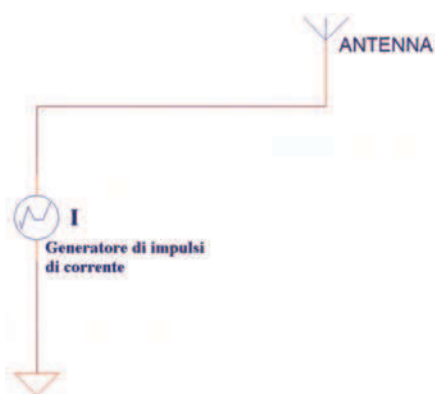 ANTENNA
I
Generatore di impulsi
di corrente